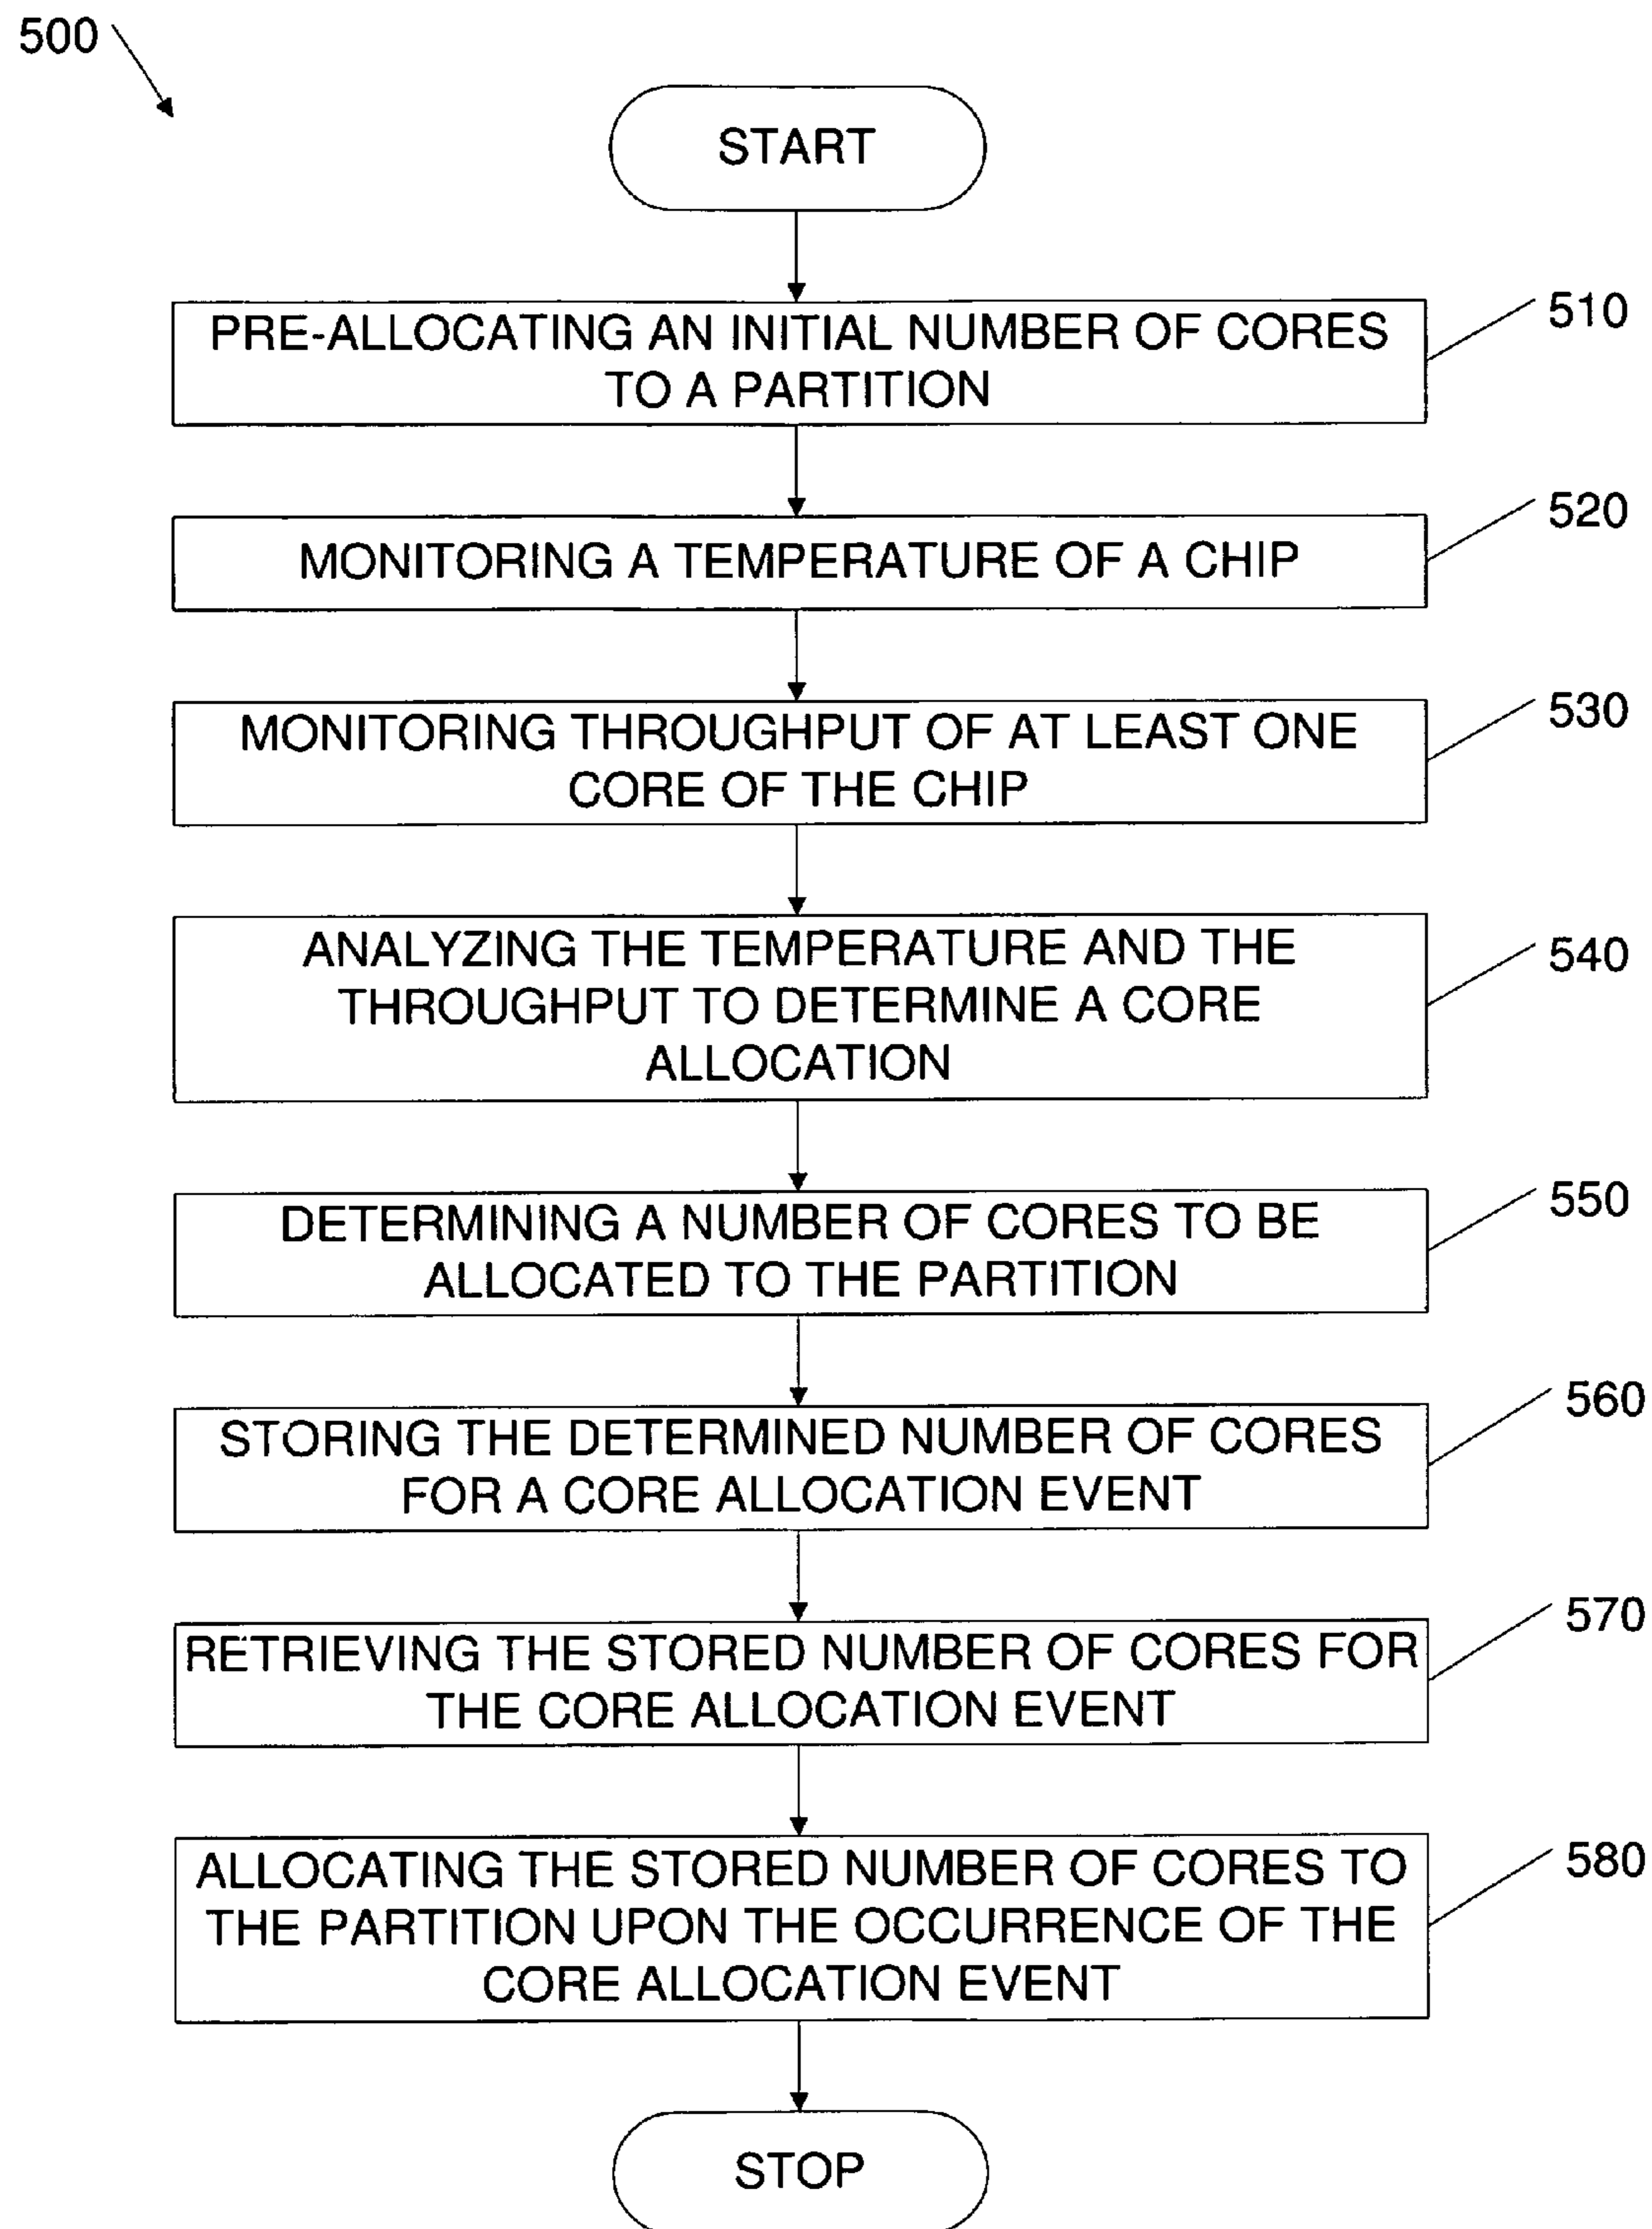 500
START
PRE-ALLOCATING AN INITIAL NUMBER OF CORES
TO A PARTITION
510
MONITORING A TEMPERATURE OF A CHIP
520
MONITORING THROUGHPUT OF AT LEAST ONE
CORE OF THE CHIP
530
ANALYZING THE TEMPERATURE AND THE
THROUGHPUT TO DETERMINE A CORE
ALLOCATION
540
DETERMINING A NUMBER OF CORES TO BE
ALLOCATED TO THE PARTITION
550
STORING THE DETERMINED NUMBER OF CORES
FOR A CORE ALLOCATION EVENT
560
RETRIEVING THE STORED NUMBER OF CORES FOR
THE CORE ALLOCATION EVENT
570
ALLOCATING THE STORED NUMBER OF CORES TO
THE PARTITION UPON THE OCCURRENCE OF THE
CORE ALLOCATION EVENT
580
STOP